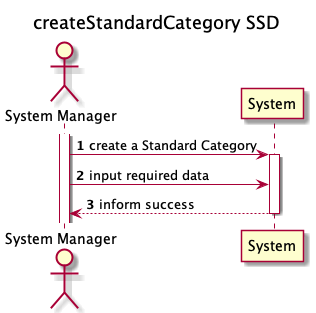 createStandardCategory SSD
System Manager
System
1 create a Standard Category
2 input required data
3 inform success
System Manager
System